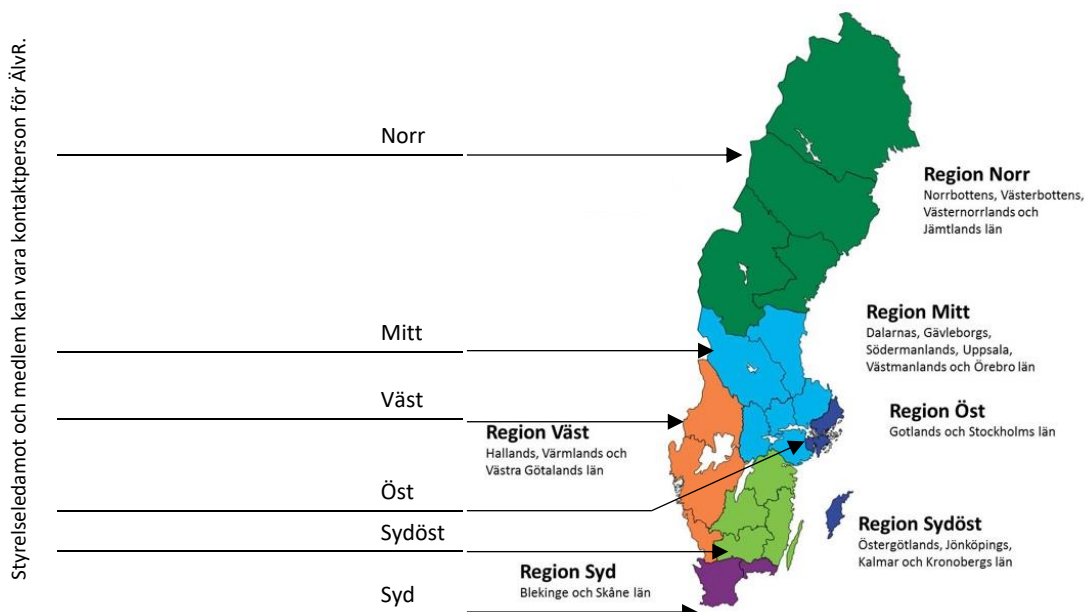 Styrelseledamot och medlem kan vara kontaktperson för ÄlvR.
Norr
Region Norr
Norrbottens, Västerbottens,
Västernorrlands och
Jämtlands län
Mitt
Region Mitt
Dalarnas, Gävleborgs,
Södermanlands, Uppsala,
Västmanlands och Örebro län
Väst
Region Väst
Hallands, Värmlands och
Västra Götalands län
Region Öst
Gotlands och Stockholms län
Öst
Sydöst
Region Sydöst
Östergötlands, Jönköpings,
Kalmar och Kronobergs län
Syd
Region Syd
Blekinge och Skåne län